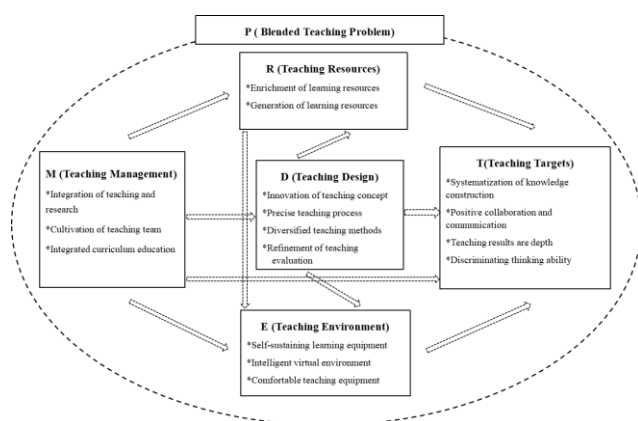 P ( Blended Teaching Problem)
R (Teaching Resources)
*Enrichment of learning resources
*Generation of learning resources
M (Teaching Management)
*Integration of teaching and
research
*Cultivation of teaching team
*Integrated curriculum education
D (Teaching Design)
*Innovation of teaching concept
*Precise teaching process
*Diversified teaching methods
*Refinement of teaching
evaluation
T(Teaching Targets)
*Systematization of knowledge
construction
*Positive collaboration and
communication
*Teaching results are depth
*Discriminating thinking ability
E (Teaching Environment)
*Self-sustaining learning equipment
*Intelligent virtual environment
*Comfortable teaching equipment